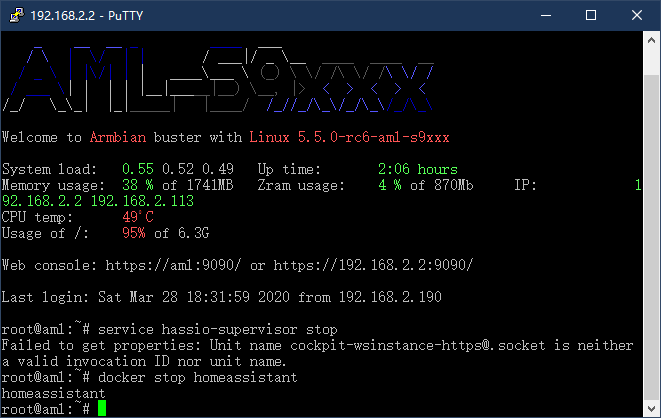 192.168.2.2 - PuTTY
AML-S9xxx
Welcome to Armbian buster with Linux 5.5.0-rc6-aml-s9xxx
System load:   0.55 0.52 0.49   Up time:       2:06 hours
Memory usage:  38 % of 1741MB   Zram usage:    4 % of 870Mb     IP:            1
92.168.2.2 192.168.2.113
CPU temp:      49'C
Usage of /:    95% of 6.3G
Web console: https://aml:9090/ or https://192.168.2.2:9090/
Last login: Sat Mar 28 18:31:59 2020 from 192.168.2.190
root@aml:~# service hassio-supervisor stop
Failed to get properties: Unit name cockpit-wsinstance-https@.socket is neither
a valid invocation ID nor unit name.
root@aml:~# docker stop homeassistant
homeassistant
root@aml:~#